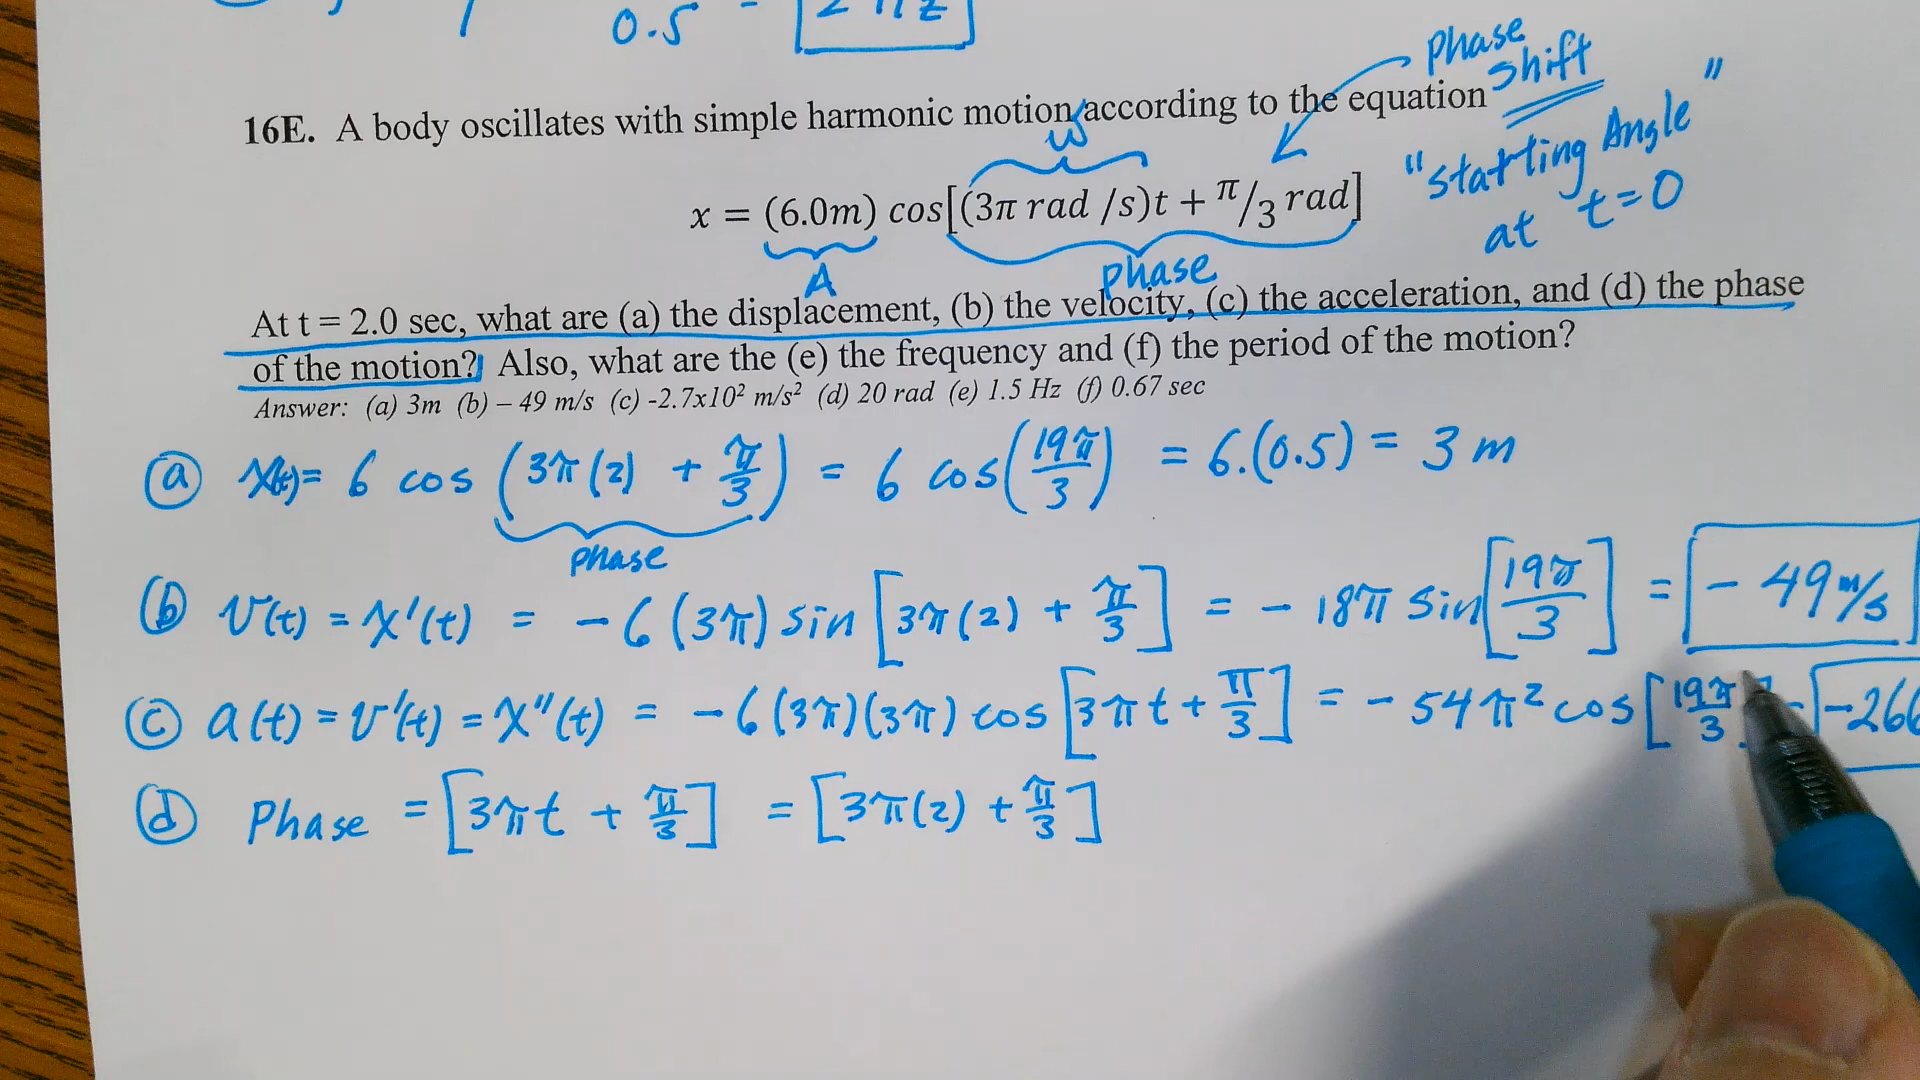 0.5 = 2 Hz
phase
shift
16E. A body oscillates with simple harmonic motion according to the equation
ω
"starting Angle"
x = (6.0m) cos[(3π rad /s)t + π/3 rad]
at t=0
A
phase
At t = 2.0 sec, what are (a) the displacement, (b) the velocity, (c) the acceleration, and (d) the phase
of the motion? Also, what are the (e) the frequency and (f) the period of the motion?
Answer: (a) 3m (b) – 49 m/s (c) -2.7x10² m/s² (d) 20 rad (e) 1.5 Hz (f) 0.67 sec
(a) x(t)= 6 cos (3π(2) + π/3) = 6 cos(19π/3) = 6.(0.5) = 3 m
phase
(b) v(t) = x'(t) = -6(3π) sin [3π(2) + π/3] = - 18π sin[19π/3] = - 49 m/s
(c) a(t) = v'(t) = x"(t) = -6(3π)(3π) cos [3πt + π/3] = - 54π² cos[19π/3] = -266
(d) Phase = [3πt + π/3] = [3π(2) + π/3]